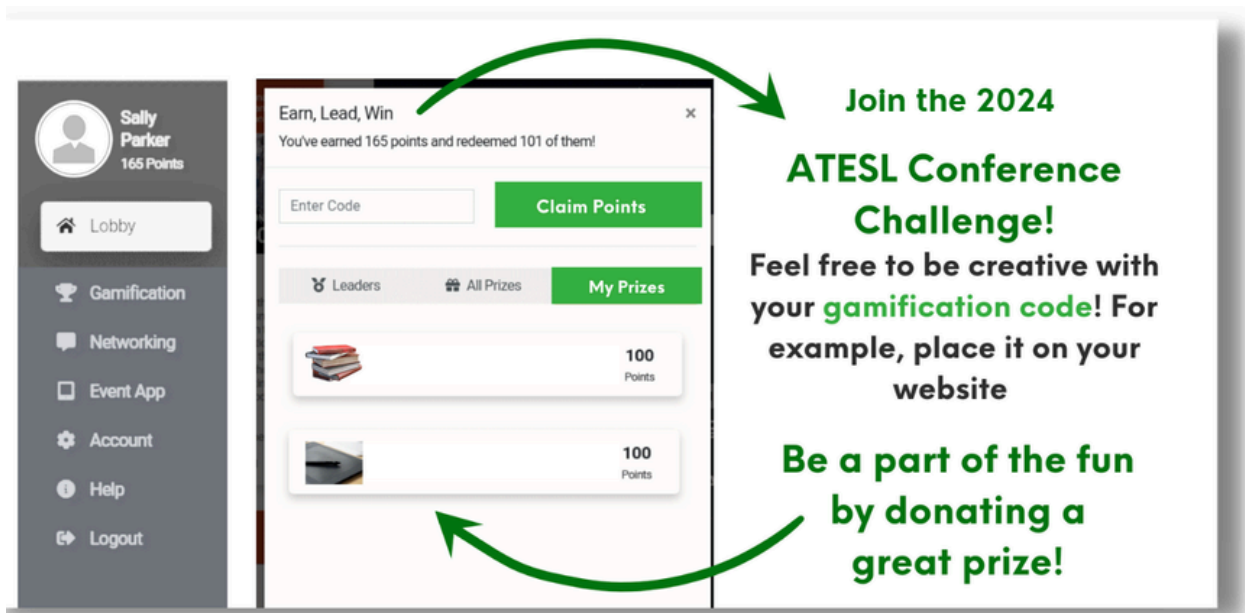 Sally
Parker
165 Points
Lobby
Gamification
Networking
Event App
Account
Help
Logout
Earn, Lead, Win
×
You've earned 165 points and redeemed 101 of them!
Enter Code
Claim Points
Leaders
All Prizes
My Prizes
100
Points
100
Points
Join the 2024
ATESL Conference
Challenge!
Feel free to be creative with
your gamification code! For
example, place it on your
website
Be a part of the fun
by donating a
great prize!